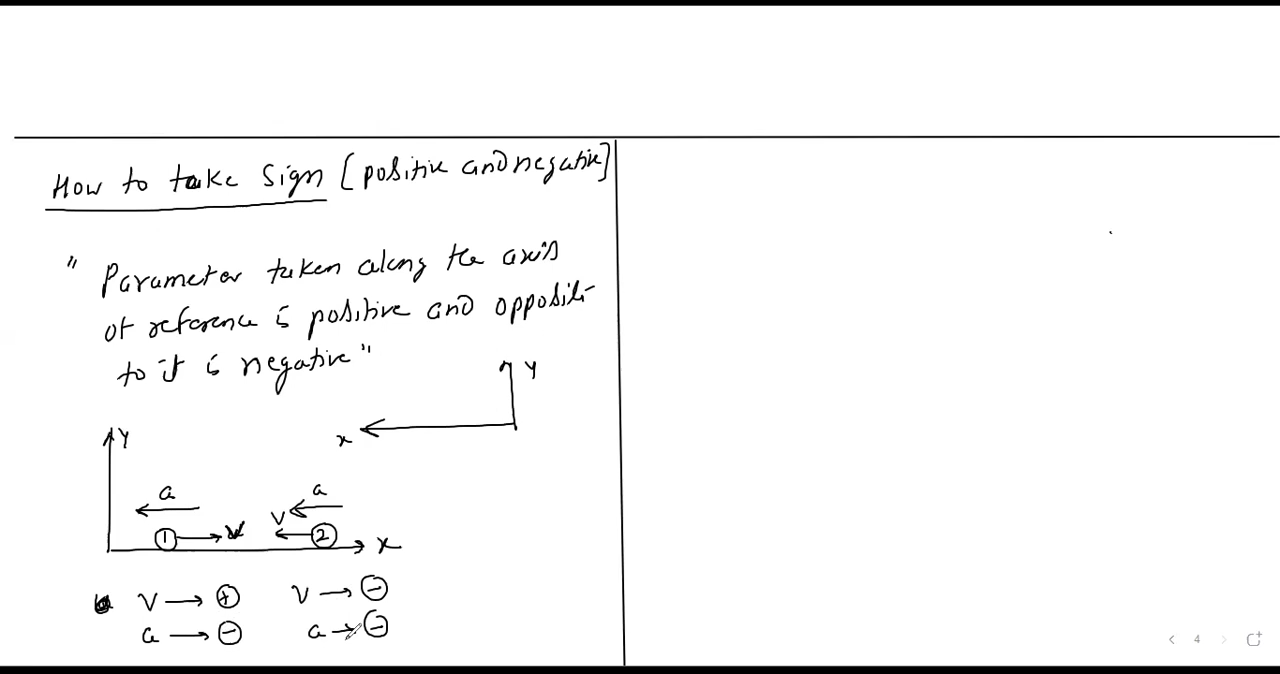 How to take Sign [positive and negative]
" Parameter taken along the axis
of reference is positive and opposite
to it is negative "
Y
x
Y
a
a
1
V
V
2
x
V → +
V → -
a → -
a → -
< 4 >